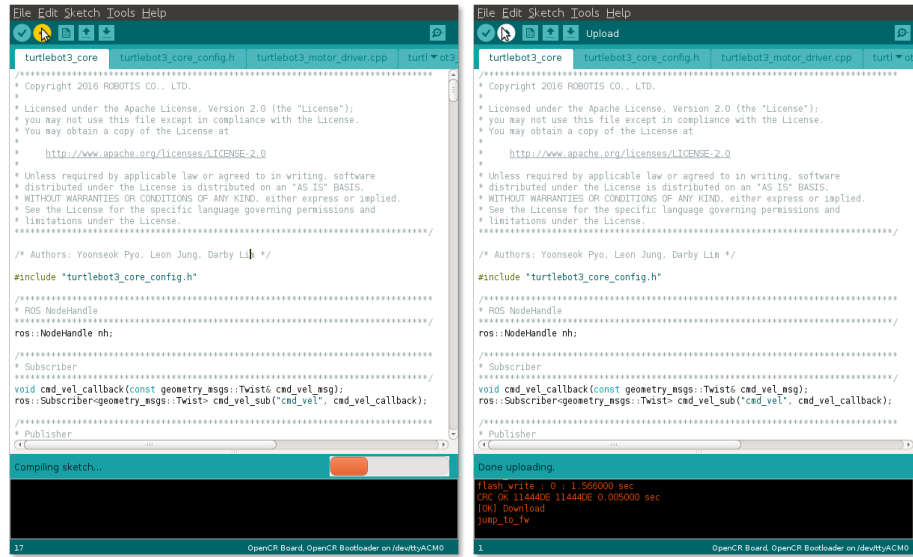 File Edit Sketch Tools Help
turtlebot3_core turtlebot3_core_config.h turtlebot3_motor_driver.cpp turtl ot3_
/*****************************************************************************
* Copyright 2016 ROBOTIS CO., LTD.
*
* Licensed under the Apache License, Version 2.0 (the "License");
* you may not use this file except in compliance with the License.
* You may obtain a copy of the License at
*
*     http://www.apache.org/licenses/LICENSE-2.0
*
* Unless required by applicable law or agreed to in writing, software
* distributed under the License is distributed on an "AS IS" BASIS,
* WITHOUT WARRANTIES OR CONDITIONS OF ANY KIND, either express or implied.
* See the License for the specific language governing permissions and
* limitations under the License.
*****************************************************************************/
/* Authors: Yoonseok Pyo, Leon Jung, Darby Lim */
#include "turtlebot3_core_config.h"
/*****************************************************************************
* ROS NodeHandle
*****************************************************************************/
ros::NodeHandle nh;
/*****************************************************************************
* Subscriber
*****************************************************************************/
void cmd_vel_callback(const geometry_msgs::Twist& cmd_vel_msg);
ros::Subscriber<geometry_msgs::Twist> cmd_vel_sub("cmd_vel", cmd_vel_callback);
/*****************************************************************************
* Publisher
Compiling sketch...
17 OpenCR Board, OpenCR Bootloader on /dev/ttyACM0
File Edit Sketch Tools Help
Upload
turtlebot3_core turtlebot3_core_config.h turtlebot3_motor_driver.cpp turtl ot
/*****************************************************************************
* Copyright 2016 ROBOTIS CO., LTD.
*
* Licensed under the Apache License, Version 2.0 (the "License");
* you may not use this file except in compliance with the License.
* You may obtain a copy of the License at
*
*     http://www.apache.org/licenses/LICENSE-2.0
*
* Unless required by applicable law or agreed to in writing, software
* distributed under the License is distributed on an "AS IS" BASIS,
* WITHOUT WARRANTIES OR CONDITIONS OF ANY KIND, either express or implied.
* See the License for the specific language governing permissions and
* limitations under the License.
*****************************************************************************/
/* Authors: Yoonseok Pyo, Leon Jung, Darby Lim */
#include "turtlebot3_core_config.h"
/*****************************************************************************
* ROS NodeHandle
*****************************************************************************/
ros::NodeHandle nh;
/*****************************************************************************
* Subscriber
*****************************************************************************/
void cmd_vel_callback(const geometry_msgs::Twist& cmd_vel_msg);
ros::Subscriber<geometry_msgs::Twist> cmd_vel_sub("cmd_vel", cmd_vel_callback);
/*****************************************************************************
* Publisher
Done uploading.
flash_write : 0 : 1.566000 sec
CRC OK 11444DE 11444DE 0.005000 sec
[OK] Download
jump_to_fw
1 OpenCR Board, OpenCR Bootloader on /dev/ttyACM0